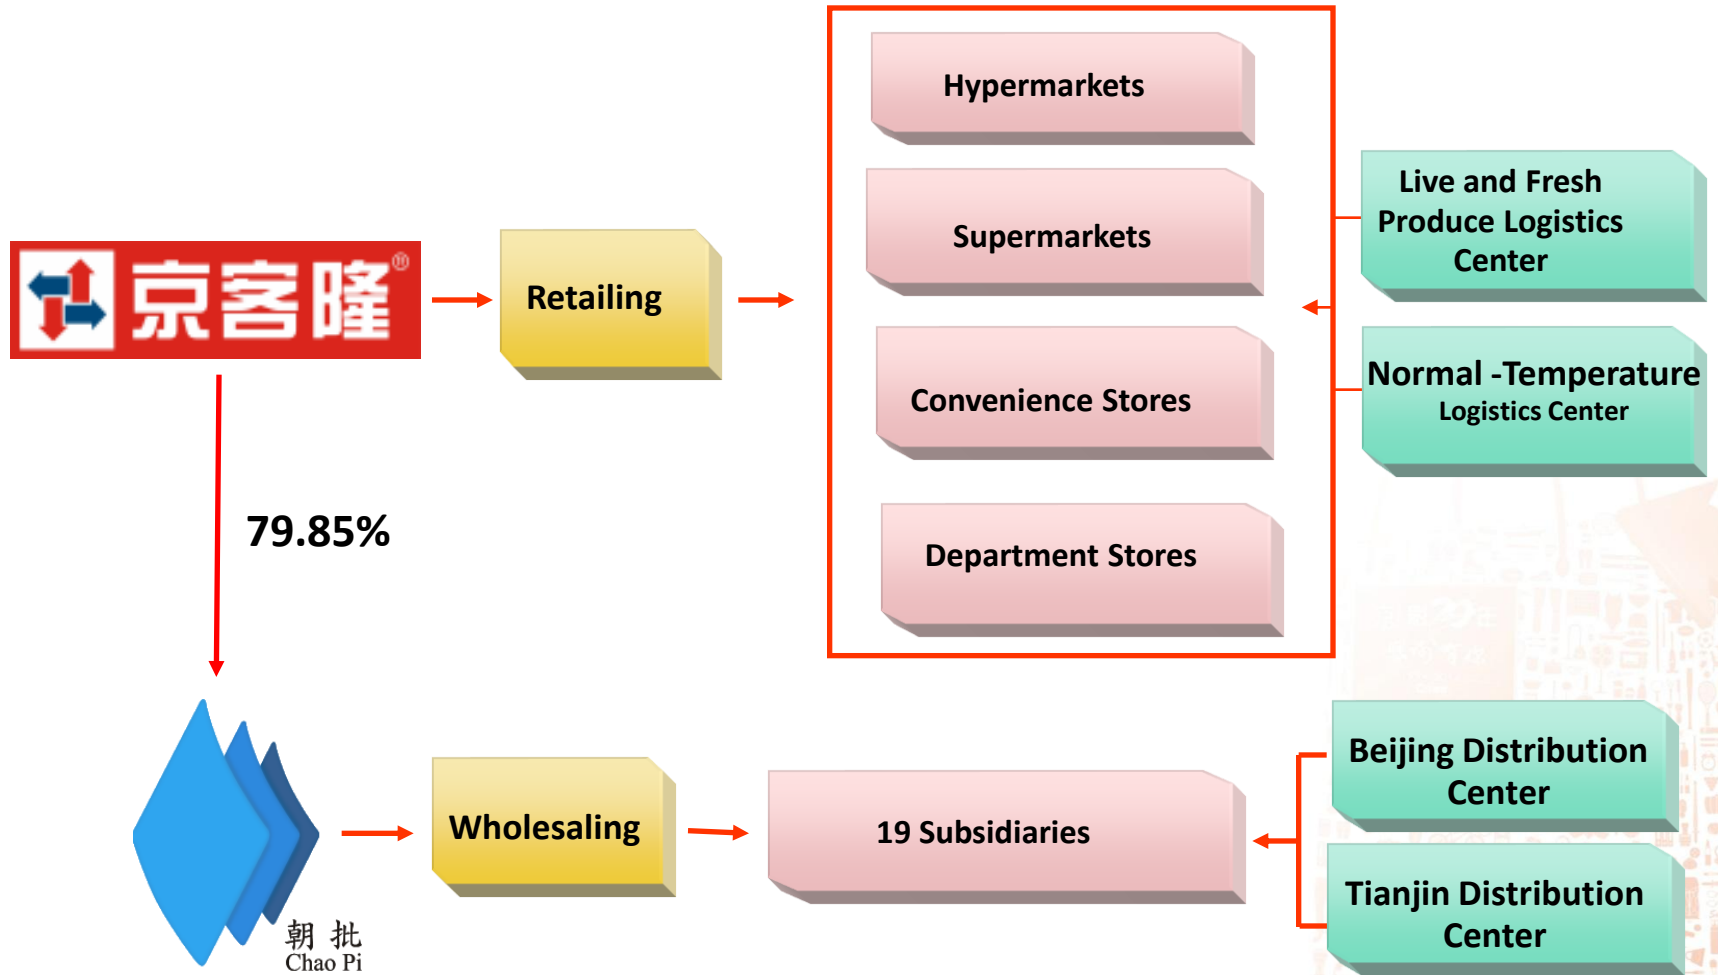 Hypermarkets
Supermarkets
Convenience Stores
Department Stores
Live and Fresh
Produce Logistics
Center
Normal -Temperature
Logistics Center
京客隆®
Retailing
79.85%
朝 批
Chao Pi
Wholesaling
19 Subsidiaries
Beijing Distribution
Center
Tianjin Distribution
Center